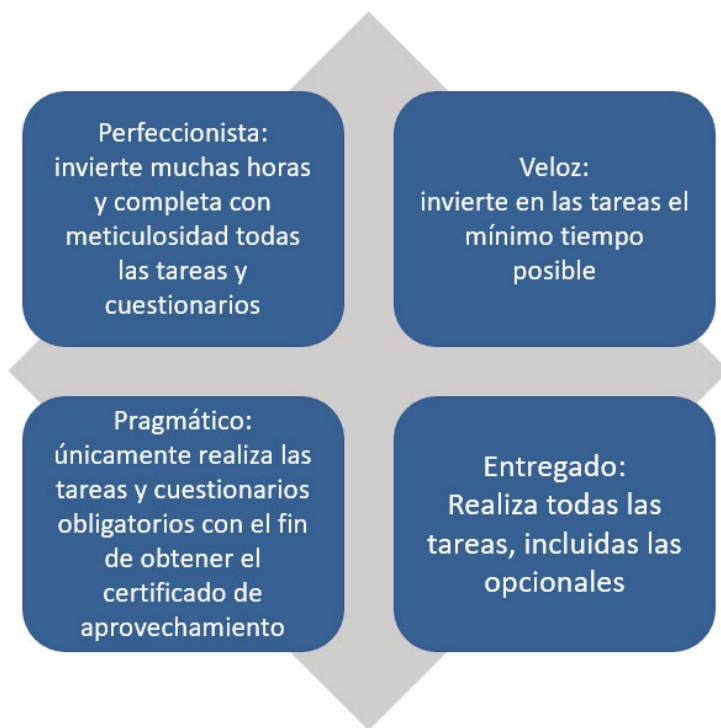 Perfeccionista:
invierte muchas horas
y completa con
meticulosidad todas
las tareas y
cuestionarios
Veloz:
invierte en las tareas el
mínimo tiempo
posible
Pragmático:
únicamente realiza las
tareas y cuestionarios
obligatorios con el fin
de obtener el
certificado de
aprovechamiento
Entregado:
Realiza todas las
tareas, incluidas las
opcionales